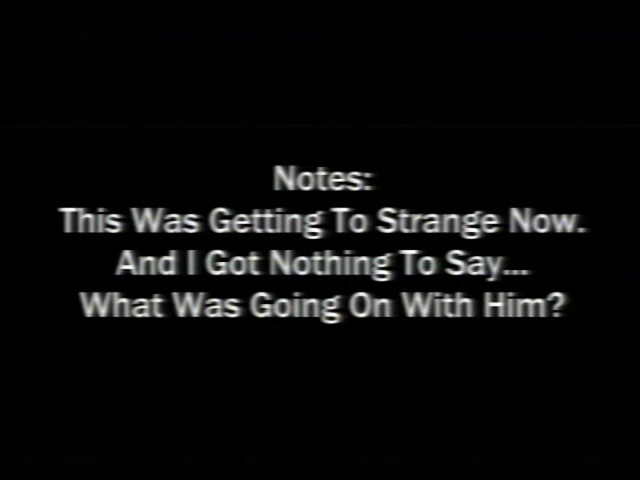 Notes:
This Was Getting To Strange Now.
And I Got Nothing To Say...
What Was Going On With Him?